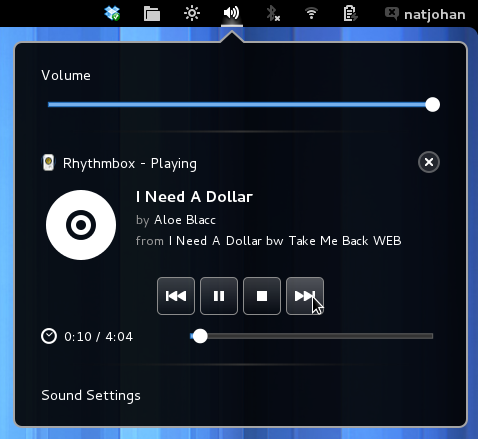 natjohan
Volume
Rhythmbox - Playing
I Need A Dollar
by Aloe Blacc
from I Need A Dollar bw Take Me Back WEB
0:10 / 4:04
Sound Settings